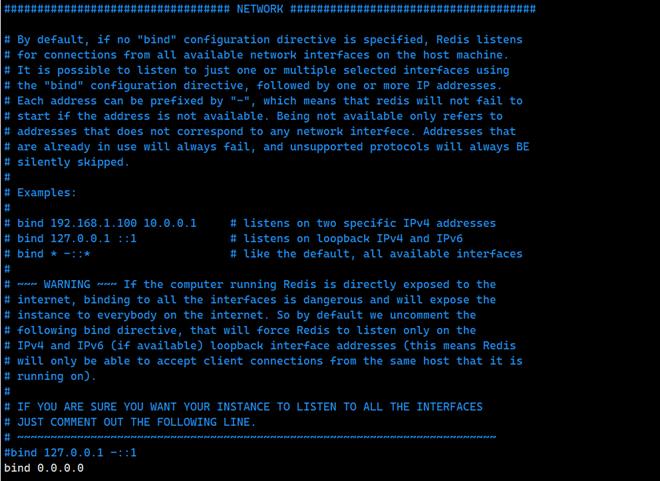 ################################## NETWORK #####################################
# By default, if no "bind" configuration directive is specified, Redis listens
# for connections from all available network interfaces on the host machine.
# It is possible to listen to just one or multiple selected interfaces using
# the "bind" configuration directive, followed by one or more IP addresses.
# Each address can be prefixed by "-", which means that redis will not fail to
# start if the address is not available. Being not available only refers to
# addresses that does not correspond to any network interfece. Addresses that
# are already in use will always fail, and unsupported protocols will always BE
# silently skipped.
#
# Examples:
#
# bind 192.168.1.100 10.0.0.1     # listens on two specific IPv4 addresses
# bind 127.0.0.1 ::1              # listens on loopback IPv4 and IPv6
# bind * -::*                     # like the default, all available interfaces
#
# ~~~ WARNING ~~~ If the computer running Redis is directly exposed to the
# internet, binding to all the interfaces is dangerous and will expose the
# instance to everybody on the internet. So by default we uncomment the
# following bind directive, that will force Redis to listen only on the
# IPv4 and IPv6 (if available) loopback interface addresses (this means Redis
# will only be able to accept client connections from the same host that it is
# running on).
#
# IF YOU ARE SURE YOU WANT YOUR INSTANCE TO LISTEN TO ALL THE INTERFACES
# JUST COMMENT OUT THE FOLLOWING LINE.
# ~~~~~~~~~~~~~~~~~~~~~~~~~~~~~~~~~~~~~~~~~~~~~~~~~~~~~~~~~~~~~~~~~~~~~~~~
#bind 127.0.0.1 -::1
bind 0.0.0.0